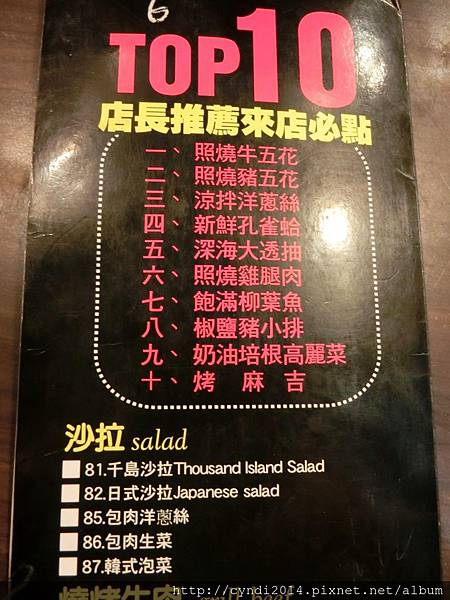 6
TOP10
店長推薦來店必點
一、照燒牛五花
二、照燒豬五花
三、涼拌洋蔥絲
四、新鮮孔雀蛤
五、深海大透抽
六、照燒雞腿肉
七、飽滿柳葉魚
八、椒鹽豬小排
九、奶油培根高麗菜
十、烤 麻 吉
沙拉 salad
81.千島沙拉Thousand Island Salad
82.日式沙拉Japanese salad
85.包肉洋蔥絲
86.包肉生菜
87.韓式泡菜
燒烤牛肉 grill beef
http://cyndi2014.pixnet.net/album